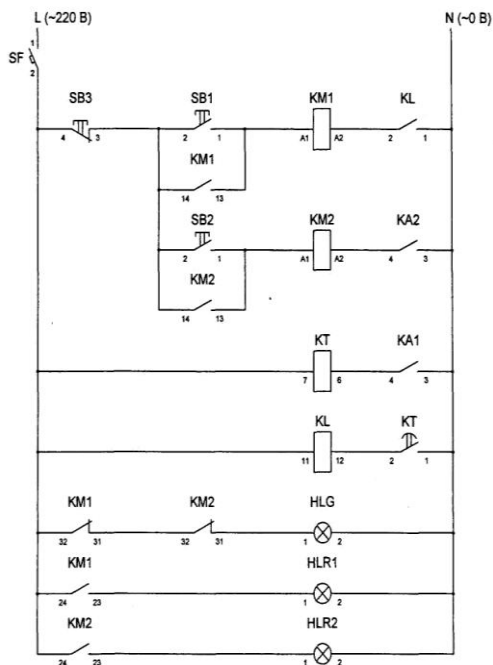 L (~220 В) N (~0 В)
1
SF
2
SB3 SB1 KM1 KL
4 3 2 1 A1 A2 2 1
KM1
14 13
SB2 KM2 KA2
2 1 A1 A2 4 3
KM2
14 13
KT KA1
7 6 4 3
KL KT
11 12 2 1
KM1 KM2 HLG
32 31 32 31 1 2
KM1 HLR1
24 23 1 2
KM2 HLR2
24 23 1 2